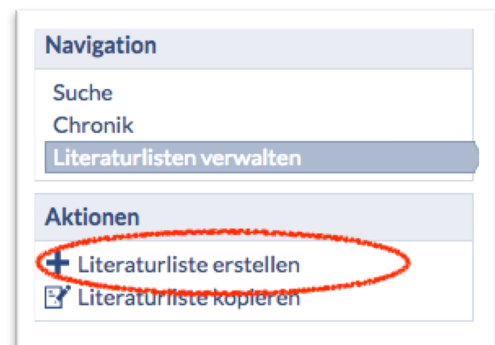 Navigation
Suche
Chronik
Literaturlisten verwalten
Aktionen
Literaturliste erstellen
Literaturliste kopieren